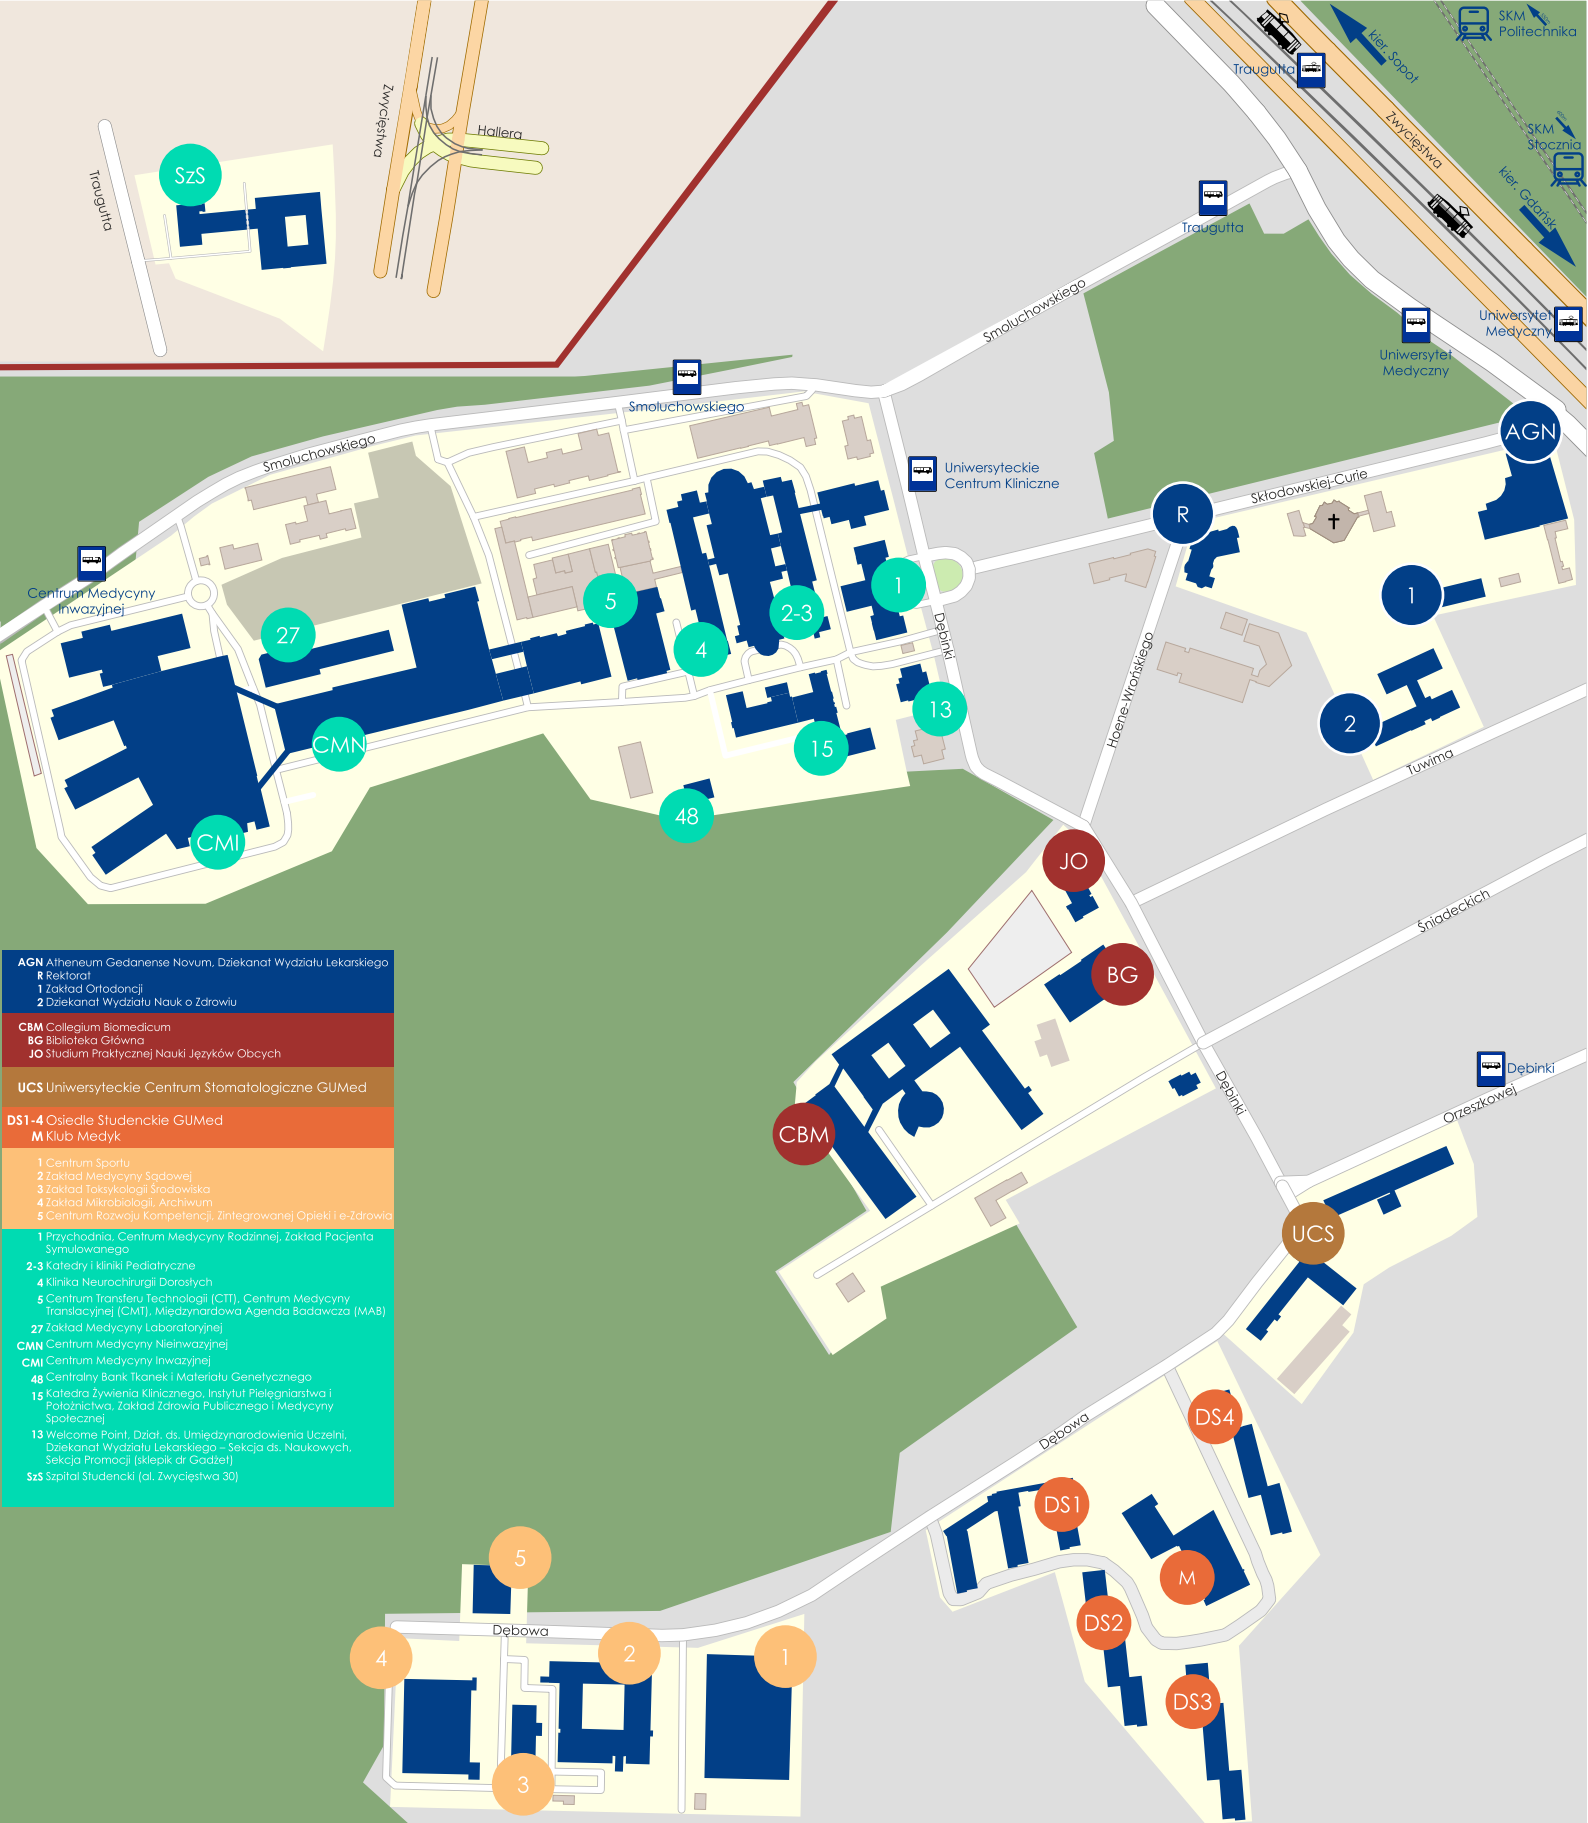 SKM
Politechnika
kier. Sopot
Traugutta
Zwycięstwa
Hallera
SKM
Stocznia
Zwycięstwa
kier. Gdańsk
SzS
Traugutta
Traugutta
Smoluchowskiego
Uniwersytet
Medyczny
Uniwersytet
Medyczny
Smoluchowskiego
AGN
Smoluchowskiego
Uniwersyteckie
Centrum Kliniczne
Skłodowskiej-Curie
R
Centrum Medycyny
Inwazyjnej
5
1
2-3
1
27
4
Dębinki
Hoene-Wrońskiego
13
2
CMN
15
Tuwima
48
CMI
JO
Śniadeckich
BG
AGN Atheneum Gedanense Novum, Dziekanat Wydziału Lekarskiego
R Rektorat
1 Zakład Ortodoncji
2 Dziekanat Wydziału Nauk o Zdrowiu
CBM Collegium Biomedicum
BG Biblioteka Główna
JO Studium Praktycznej Nauki Języków Obcych
UCS Uniwersyteckie Centrum Stomatologiczne GUMed
DS1-4 Osiedle Studenckie GUMed
M Klub Medyk
1 Centrum Sportu
2 Zakład Medycyny Sądowej
3 Zakład Toksykologii Środowiska
4 Zakład Mikrobiologii, Archiwum
5 Centrum Rozwoju Kompetencji, Zintegrowanej Opieki i e-Zdrowia
1 Przychodnia, Centrum Medycyny Rodzinnej, Zakład Pacjenta
Symulowanego
2-3 Katedry i kliniki Pediatryczne
4 Klinika Neurochirurgii Dorosłych
5 Centrum Transferu Technologii (CTT), Centrum Medycyny
Translacyjnej (CMT), Międzynardowa Agenda Badawcza (MAB)
27 Zakład Medycyny Laboratoryjnej
CMN Centrum Medycyny Nieinwazyjnej
CMI Centrum Medycyny Inwazyjnej
48 Centralny Bank Tkanek i Materiału Genetycznego
15 Katedra Żywienia Klinicznego, Instytut Pielęgniarstwa i
Położnictwa, Zakład Zdrowia Publicznego i Medycyny
Społecznej
13 Welcome Point, Dział. ds. Umiędzynarodowienia Uczelni,
Dziekanat Wydziału Lekarskiego – Sekcja ds. Naukowych,
Sekcja Promocji (sklepik dr Gadżet)
SzS Szpital Studencki (al. Zwycięstwa 30)
Dębinki
Dębinki
Orzeszkowej
CBM
UCS
DS4
Dębowa
DS1
5
M
DS2
Dębowa
4
2
1
DS3
3